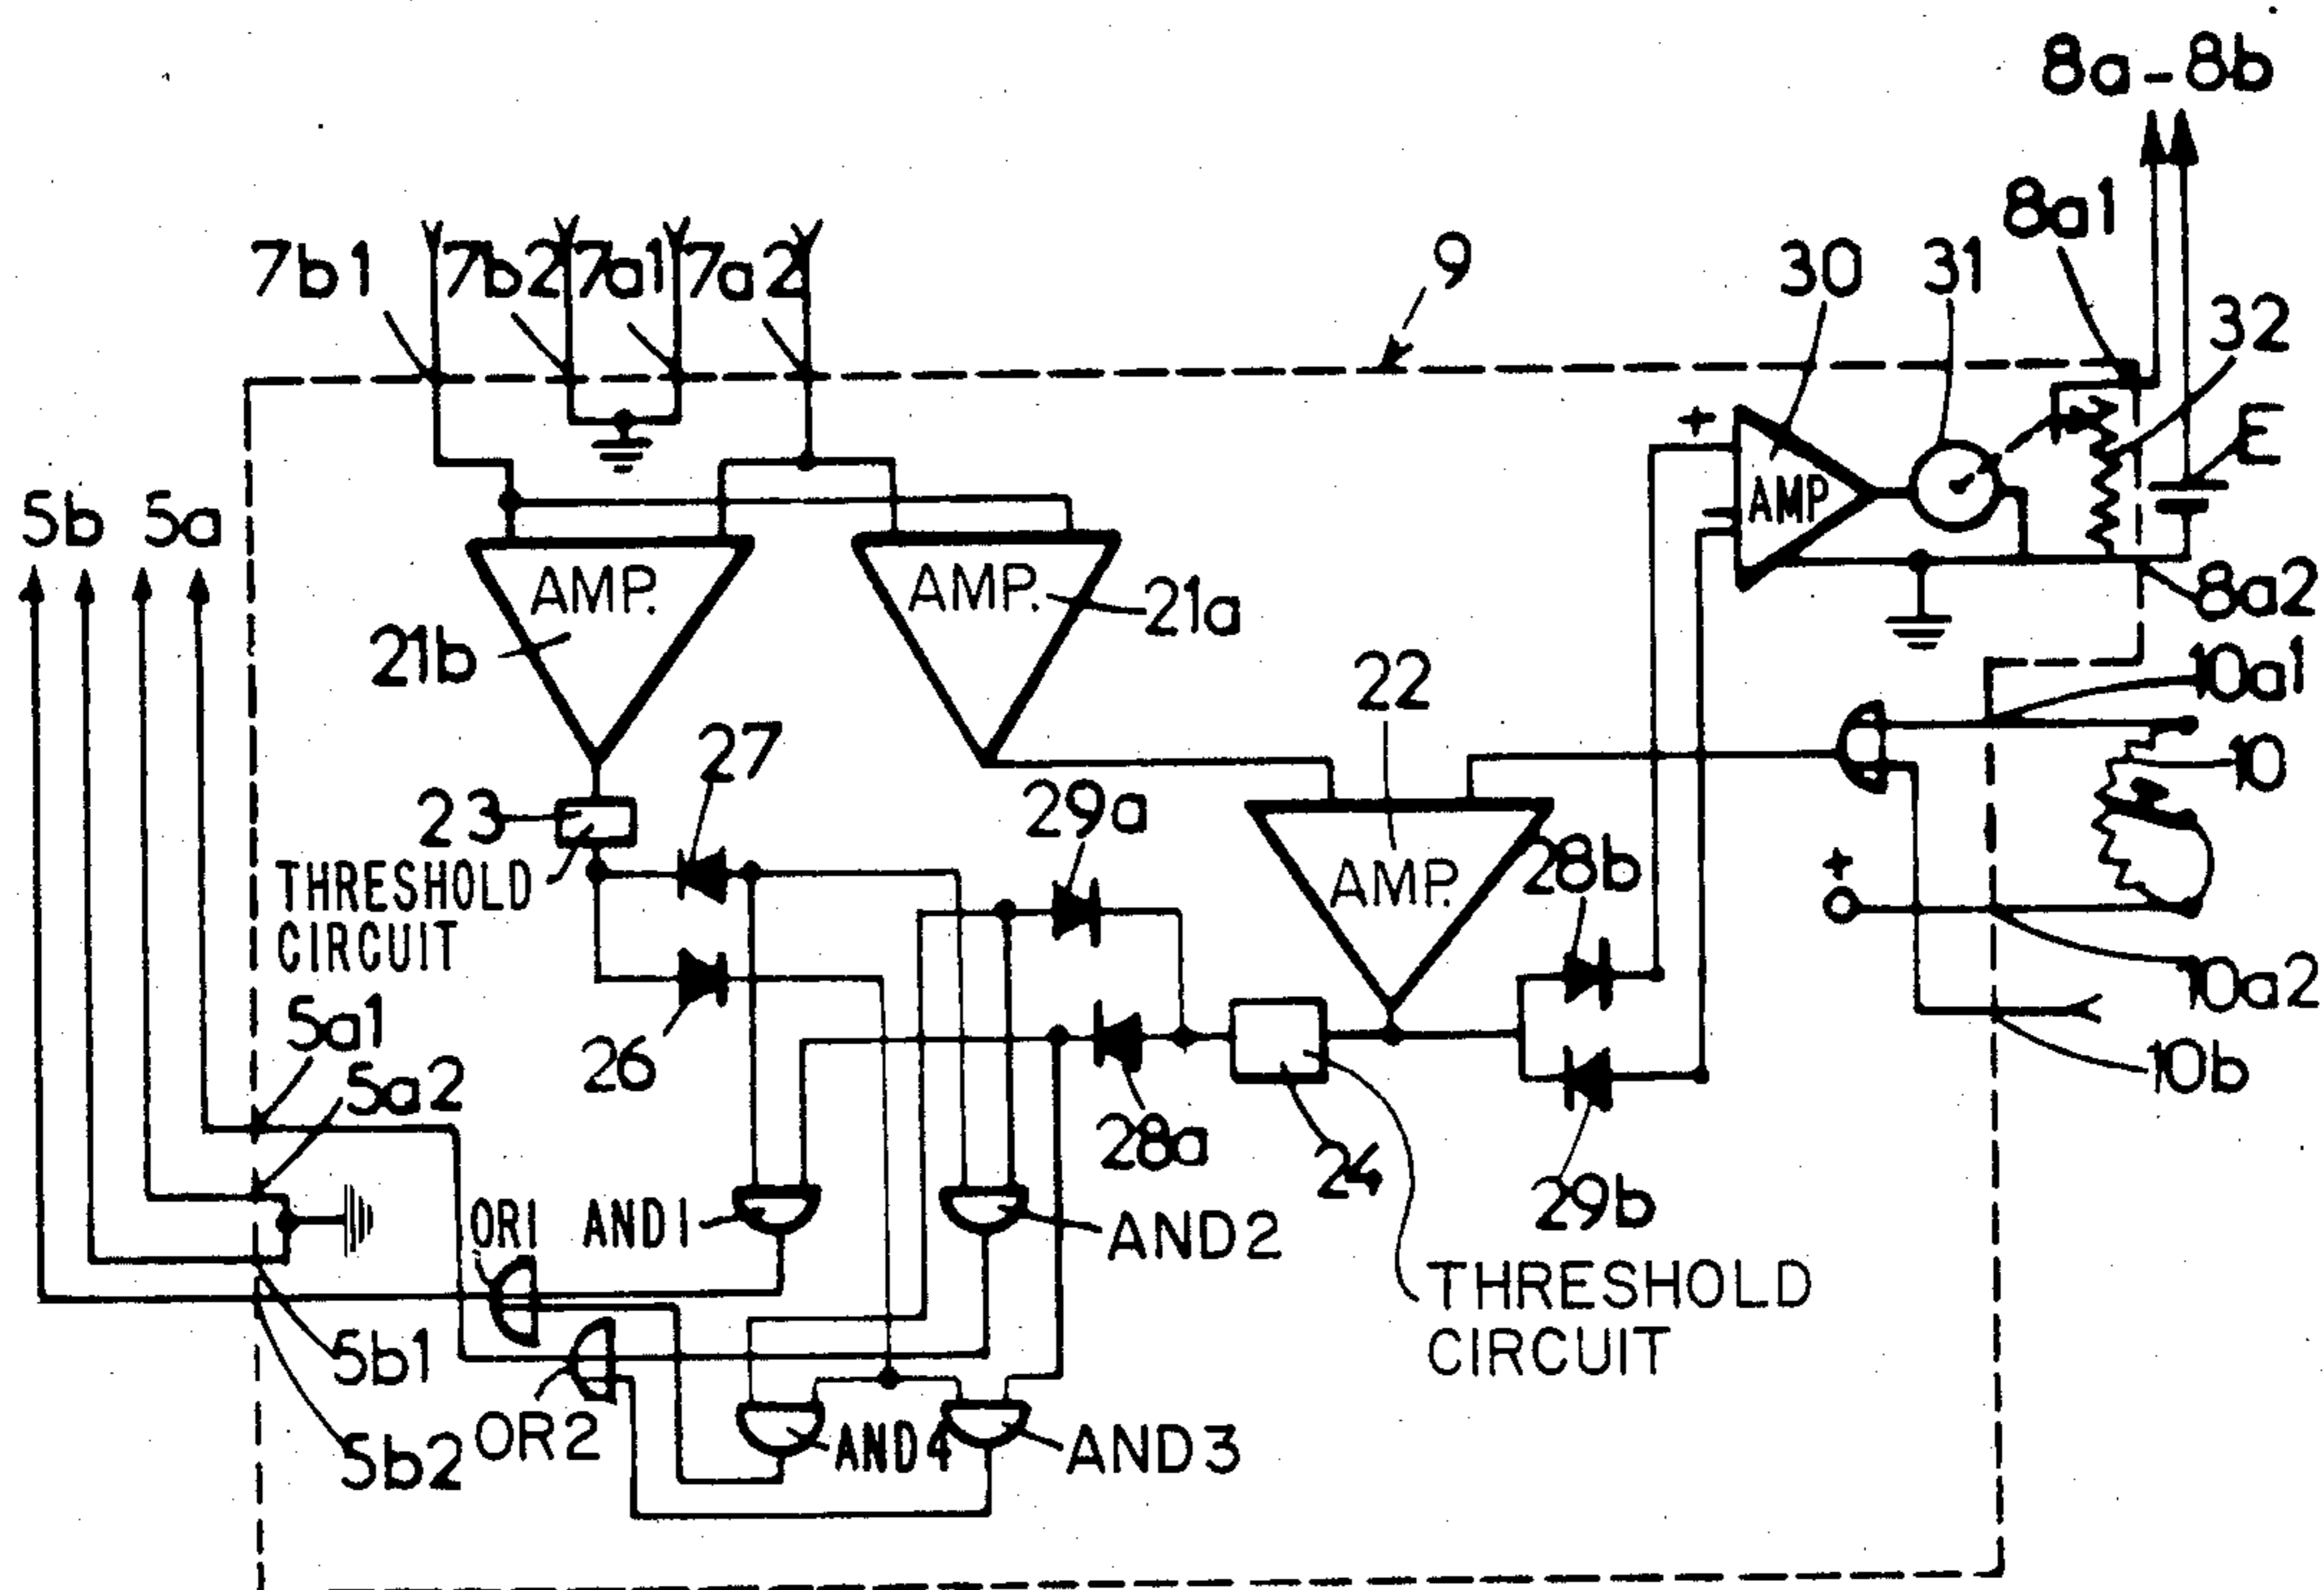 8a-8b
8a1
7b1 7b2 7a1 7a2
9
30 31
32
+
E
AMP
5b 5a
AMP. AMP.
21a
21b
8a2
22
10a1
10
27
29a
23
THRESHOLD
CIRCUIT
AMP.
28b
+
10a2
5a1
26
5a2
10b
28a
24
29b
OR1 AND1
AND2
THRESHOLD
CIRCUIT
5b1
OR2
5b2
AND4
AND3